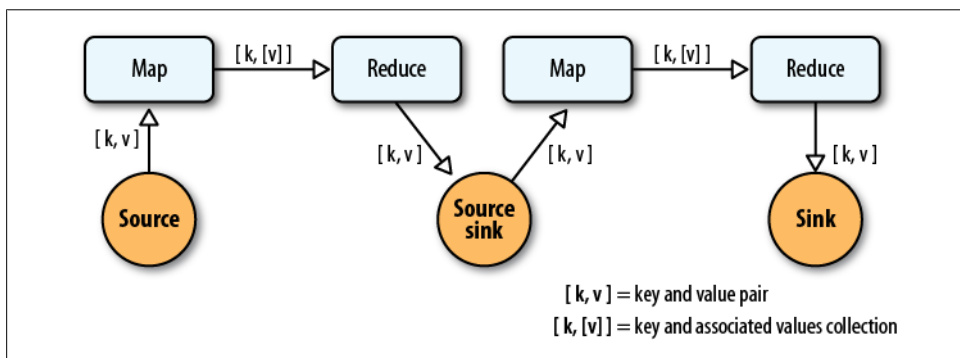 Map
[ k, [v] ]
Reduce
Map
[ k, [v] ]
Reduce
[ k, v ]
[ k, v ]
[ k, v ]
[ k, v ]
Source
Source
sink
Sink
[ k, v ] = key and value pair
[ k, [v] ] = key and associated values collection